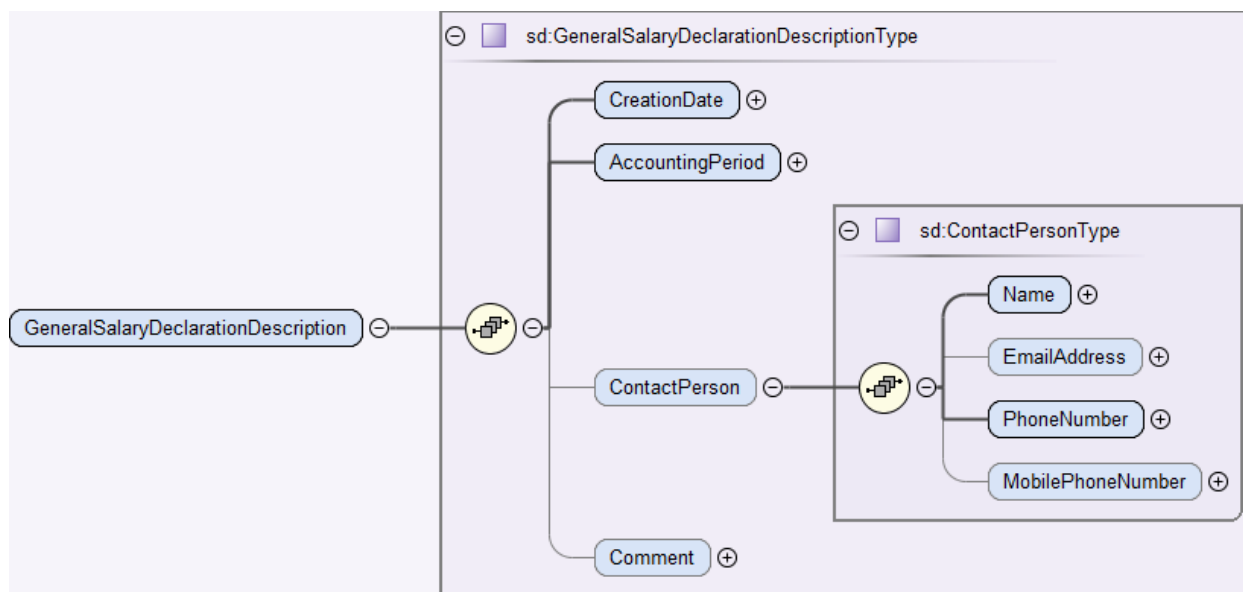 sd:GeneralSalaryDeclarationDescriptionType
CreationDate
AccountingPeriod
sd:ContactPersonType
Name
GeneralSalaryDeclarationDescription
EmailAddress
ContactPerson
PhoneNumber
MobilePhoneNumber
Comment